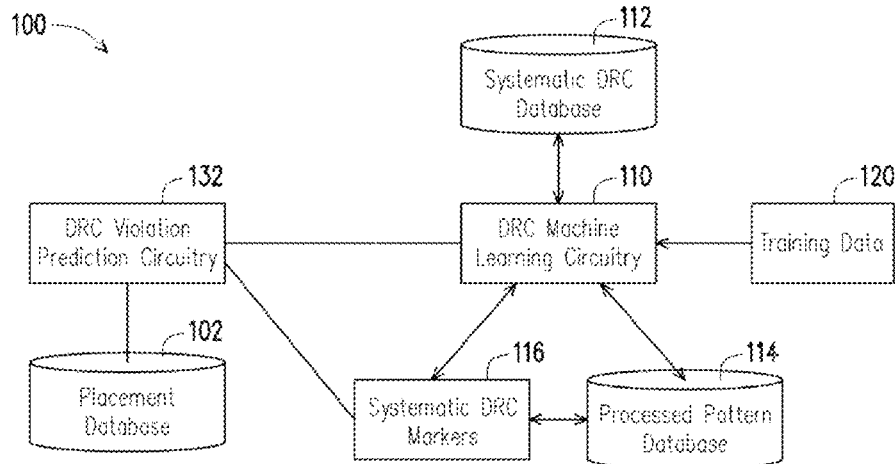 100
112
Systematic DRC
Database
132
110
120
DRC Violation
Prediction Circuitry
DRC Machine
Learning Circuitry
Training Data
102
116
114
Placement
Database
Systematic DRC
Markers
Processed Pattern
Database